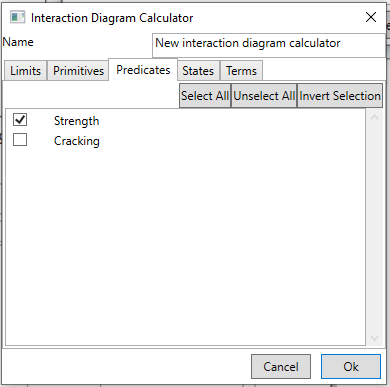 Interaction Diagram Calculator
Name New interaction diagram calculator
Limits Primitives Predicates States Terms
Select All Unselect All Invert Selection
Strength
Cracking
Cancel Ok